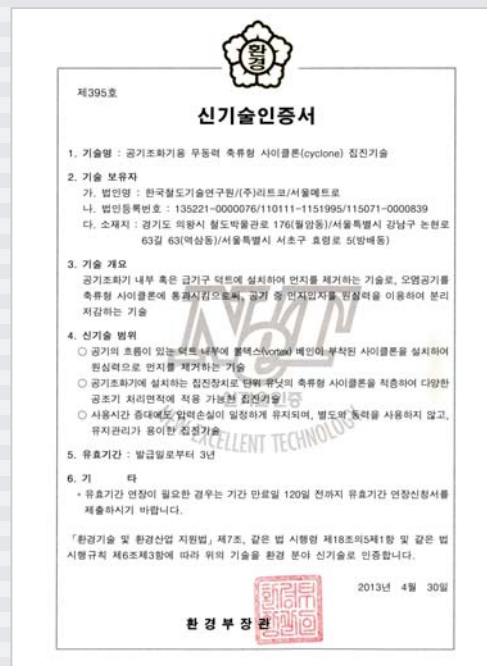 환경
제395호
신기술인증서
1. 기술명 : 공기조화기용 무동력 축류형 사이클론(cyclone) 집진기술
2. 기술 보유자
가. 법인명 : 한국철도기술연구원/(주)리트코/서울메트로
나. 법인등록번호 : 135221-0000076/110111-1151995/115071-0000839
다. 소재지 : 경기도 의왕시 철도박물관로 176(월암동)/서울특별시 강남구 논현로
63길 63(역삼동)/서울특별시 서초구 효령로 5(방배동)
3. 기술 개요
공기조화기 내부 혹은 급기구 덕트에 설치하여 먼지를 제거하는 기술로, 오염공기를
축류형 사이클론에 통과시킴으로써, 공기 중 먼지입자를 원심력을 이용하여 분리
저감하는 기술
4. 신기술 범위
○ 공기의 흐름이 있는 덕트 내부에 볼텍스(vortex) 베인이 부착된 사이클론을 설치하여
원심력으로 먼지를 제거하는 기술
○ 공기조화기에 설치하는 집진장치로 단위 유닛의 축류형 사이클론을 적층하여 다양한
공조기 처리면적에 적용 가능한 집진기술
○ 사용시간 증대에도 압력손실이 일정하게 유지되며, 별도의 동력을 사용하지 않고,
유지관리가 용이한 집진기술
EXCELLENT TECHNOLOGY
5. 유효기간 : 발급일로부터 3년
6. 기 타
* 유효기간 연장이 필요한 경우는 기간 만료일 120일 전까지 유효기간 연장신청서를
제출하시기 바랍니다.
「환경기술 및 환경산업 지원법」제7조, 같은 법 시행령 제18조의5제1항 및 같은 법
시행규칙 제6조제3항에 따라 위의 기술을 환경 분야 신기술로 인증합니다.
2013년 4월 30일
환경부장관